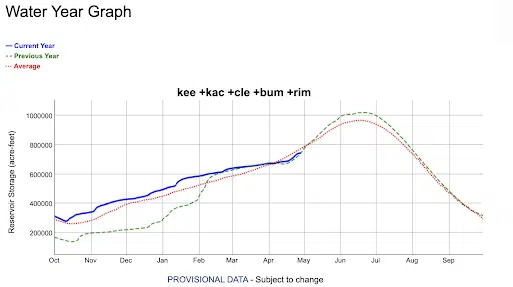 Water Year Graph
Current Year
Previous Year
Average
kee +kac +cle +bum +rim
1000000
800000
600000
400000
200000
Reservoir Storage (acre-feet)
Oct Nov Dec Jan Feb Mar Apr May Jun Jul Aug Sep
PROVISIONAL DATA - Subject to change